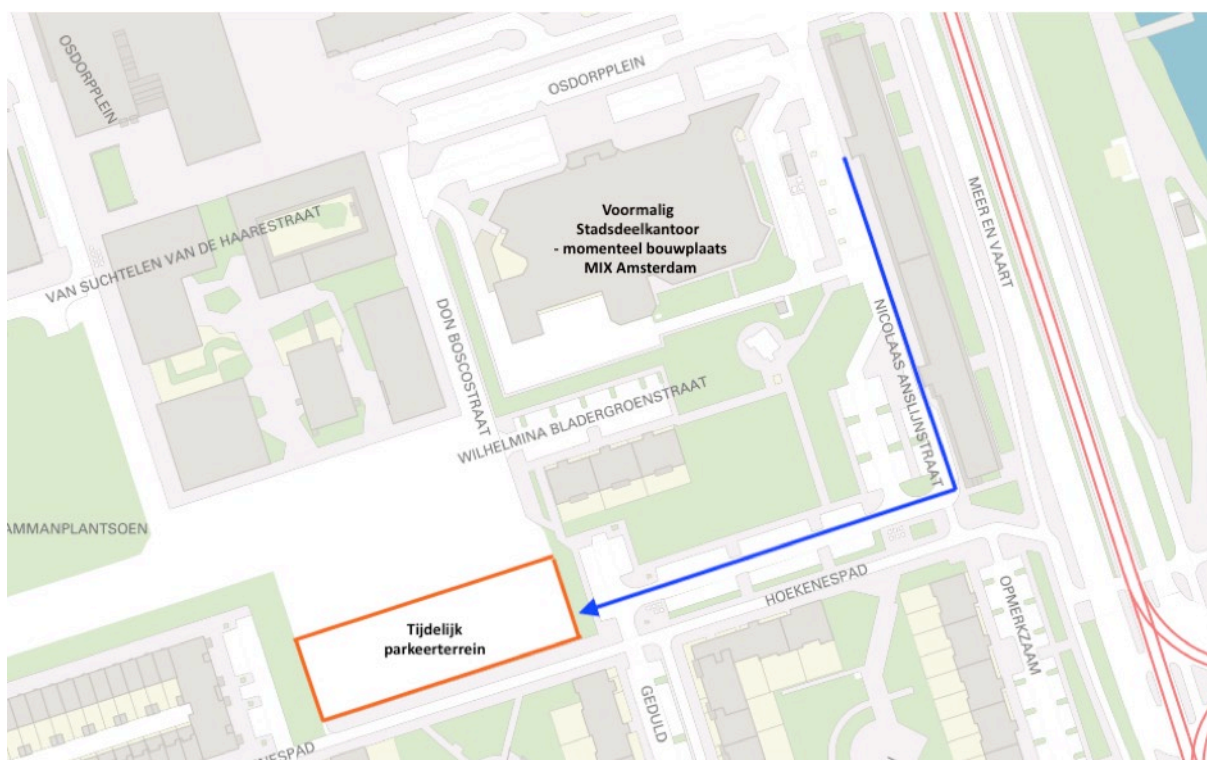 OSDORPPLEIN
OSDORPPLEIN
VAN SUCHTELEN VAN DE HAARESTRAAT
Voormalig
Stadsdeelkantoor
- momenteel bouwplaats
MIX Amsterdam
MEER EN VAART
DON BOSCOSTRAAT
NICOLAAS ANSLIJNSTRAAT
WILHELMINA BLADERGROENSTRAAT
AMMANPLANTSOEN
HOEKENESPAD
OPMERKZAAM
Tijdelijk
parkeerterrein
GEDULD
ENESPAD